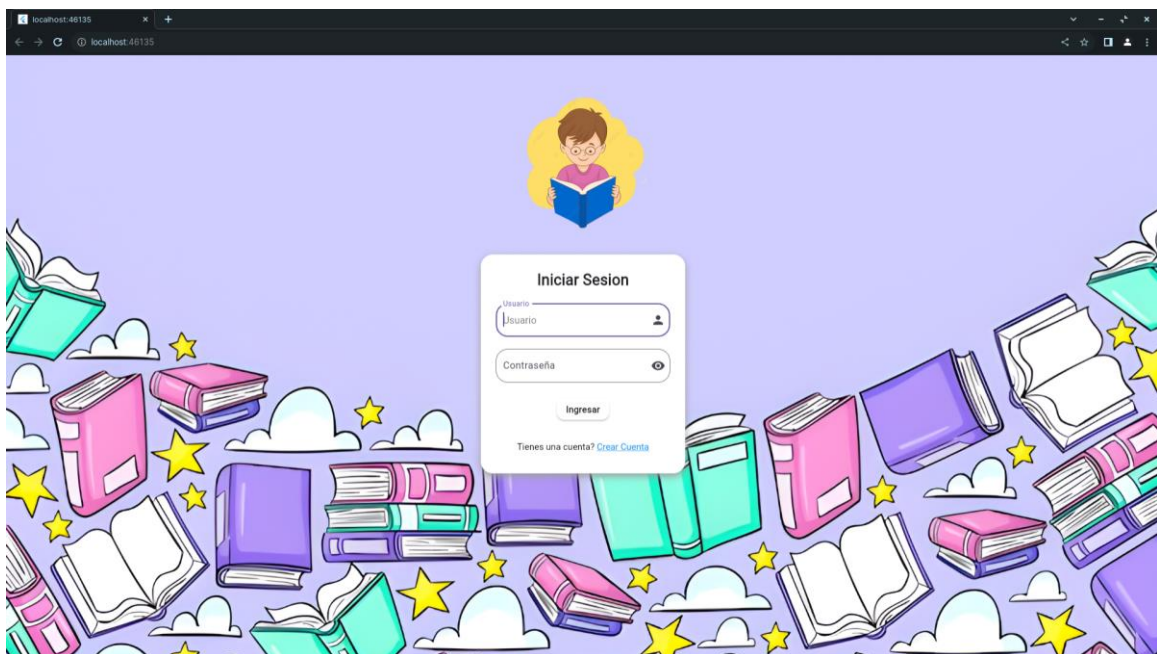 localhost:46135
localhost:46135
Iniciar Sesion
Usuario
Usuario
Contraseña
Ingresar
Tienes una cuenta? Crear Cuenta